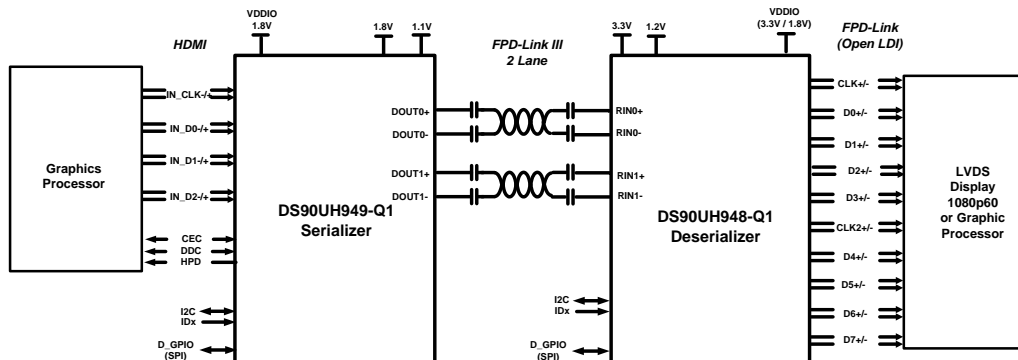 HDMI
VDDIO
1.8V
1.8V
1.1V
FPD-Link III
2 Lane
3.3V
1.2V
VDDIO
(3.3V / 1.8V)
FPD-Link
(Open LDI)
Graphics
Processor
IN_CLK-/+
IN_D0-/+
IN_D1-/+
IN_D2-/+
CEC
DDC
HPD
I2C
IDx
D_GPIO
(SPI)
DOUT0+
DOUT0-
DOUT1+
DOUT1-
DS90UH949-Q1
Serializer
RIN0+
RIN0-
RIN1+
RIN1-
DS90UH948-Q1
Deserializer
I2C
IDx
D_GPIO
(SPI)
CLK+/-
D0+/-
D1+/-
D2+/-
D3+/-
CLK2+/-
D4+/-
D5+/-
D6+/-
D7+/-
LVDS
Display
1080p60
or Graphic
Processor